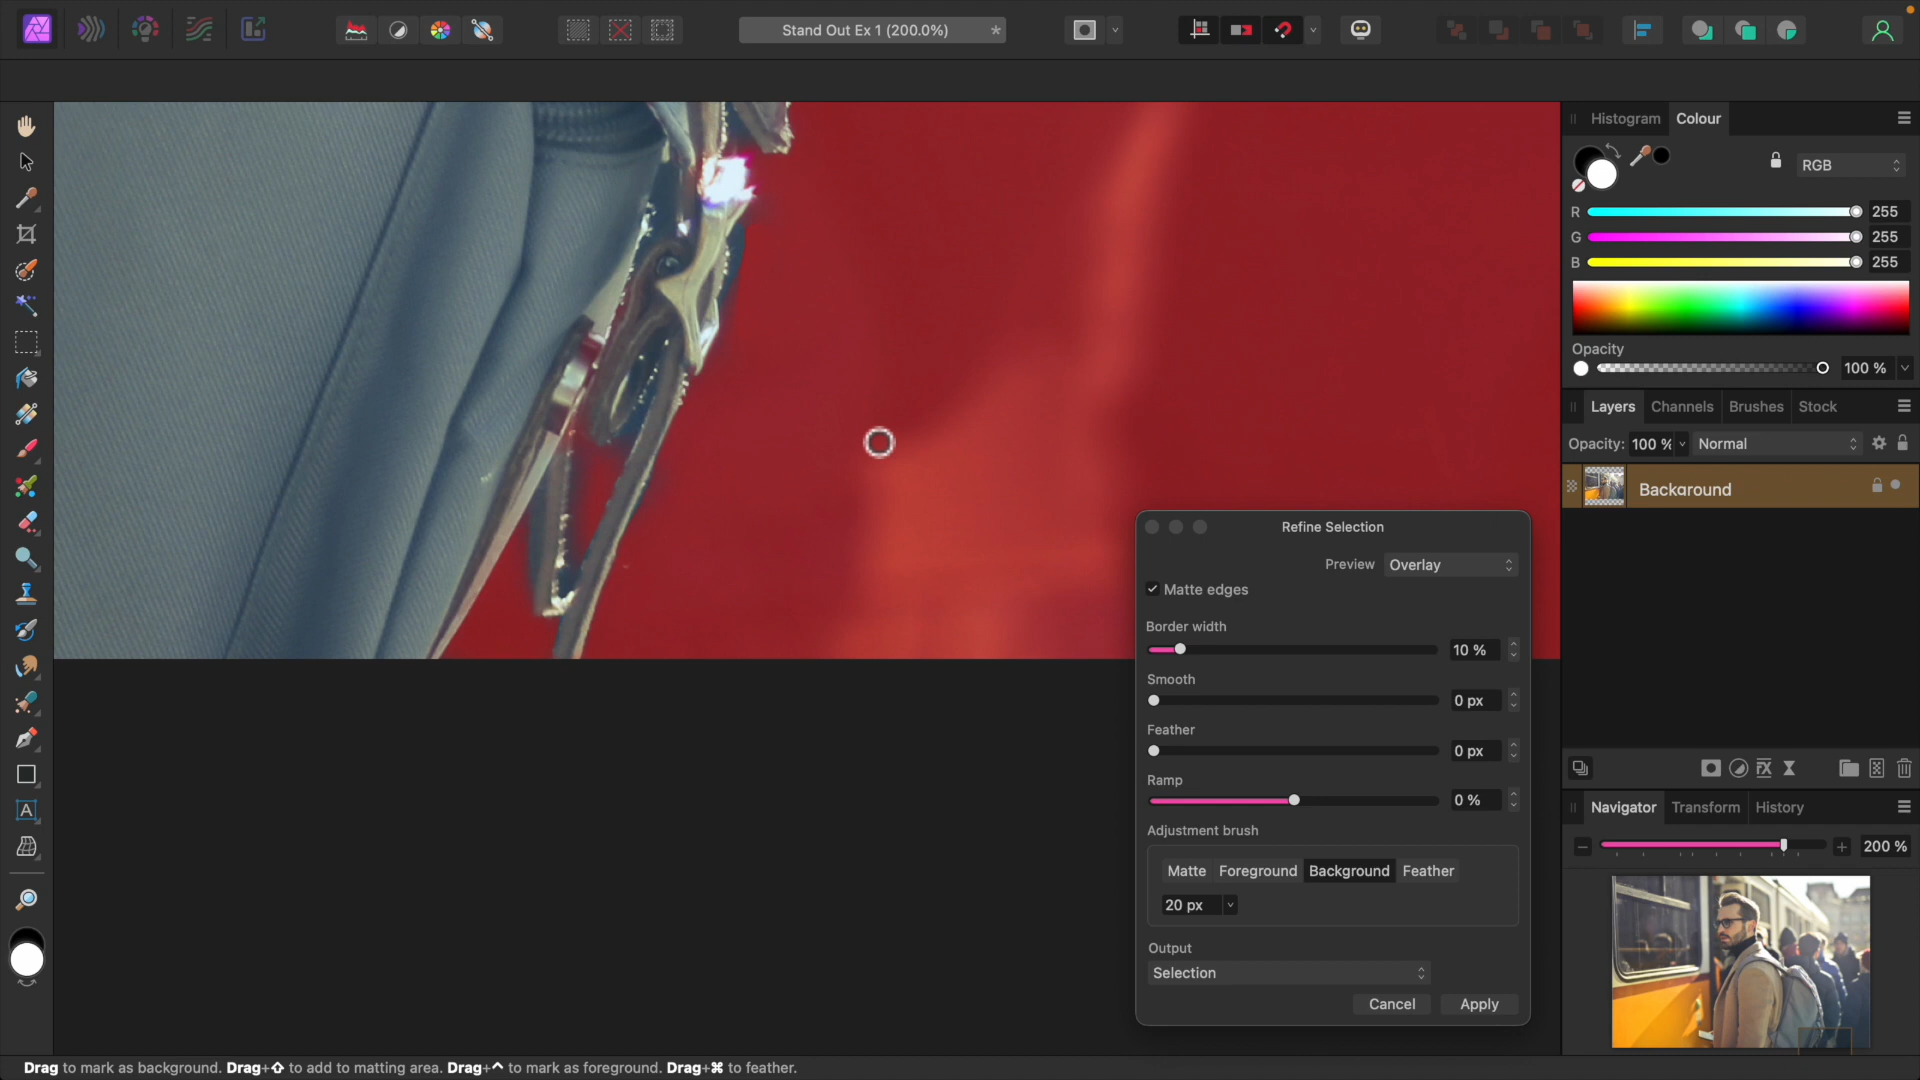 Stand Out Ex 1 (200.0%)
Histogram Colour
RGB
R 255
G 255
B 255
Opacity
100 %
Layers Channels Brushes Stock
Opacity: 100 % Normal
Background
Refine Selection
Preview Overlay
Matte edges
Border width
10 %
Smooth
0 px
Feather
0 px
Ramp
0 %
Adjustment brush
Matte Foreground Background Feather
20 px
Output
Selection
Cancel Apply
Navigator Transform History
200 %
Drag to mark as background. Drag+⇧ to add to matting area. Drag+^ to mark as foreground. Drag+⌘ to feather.